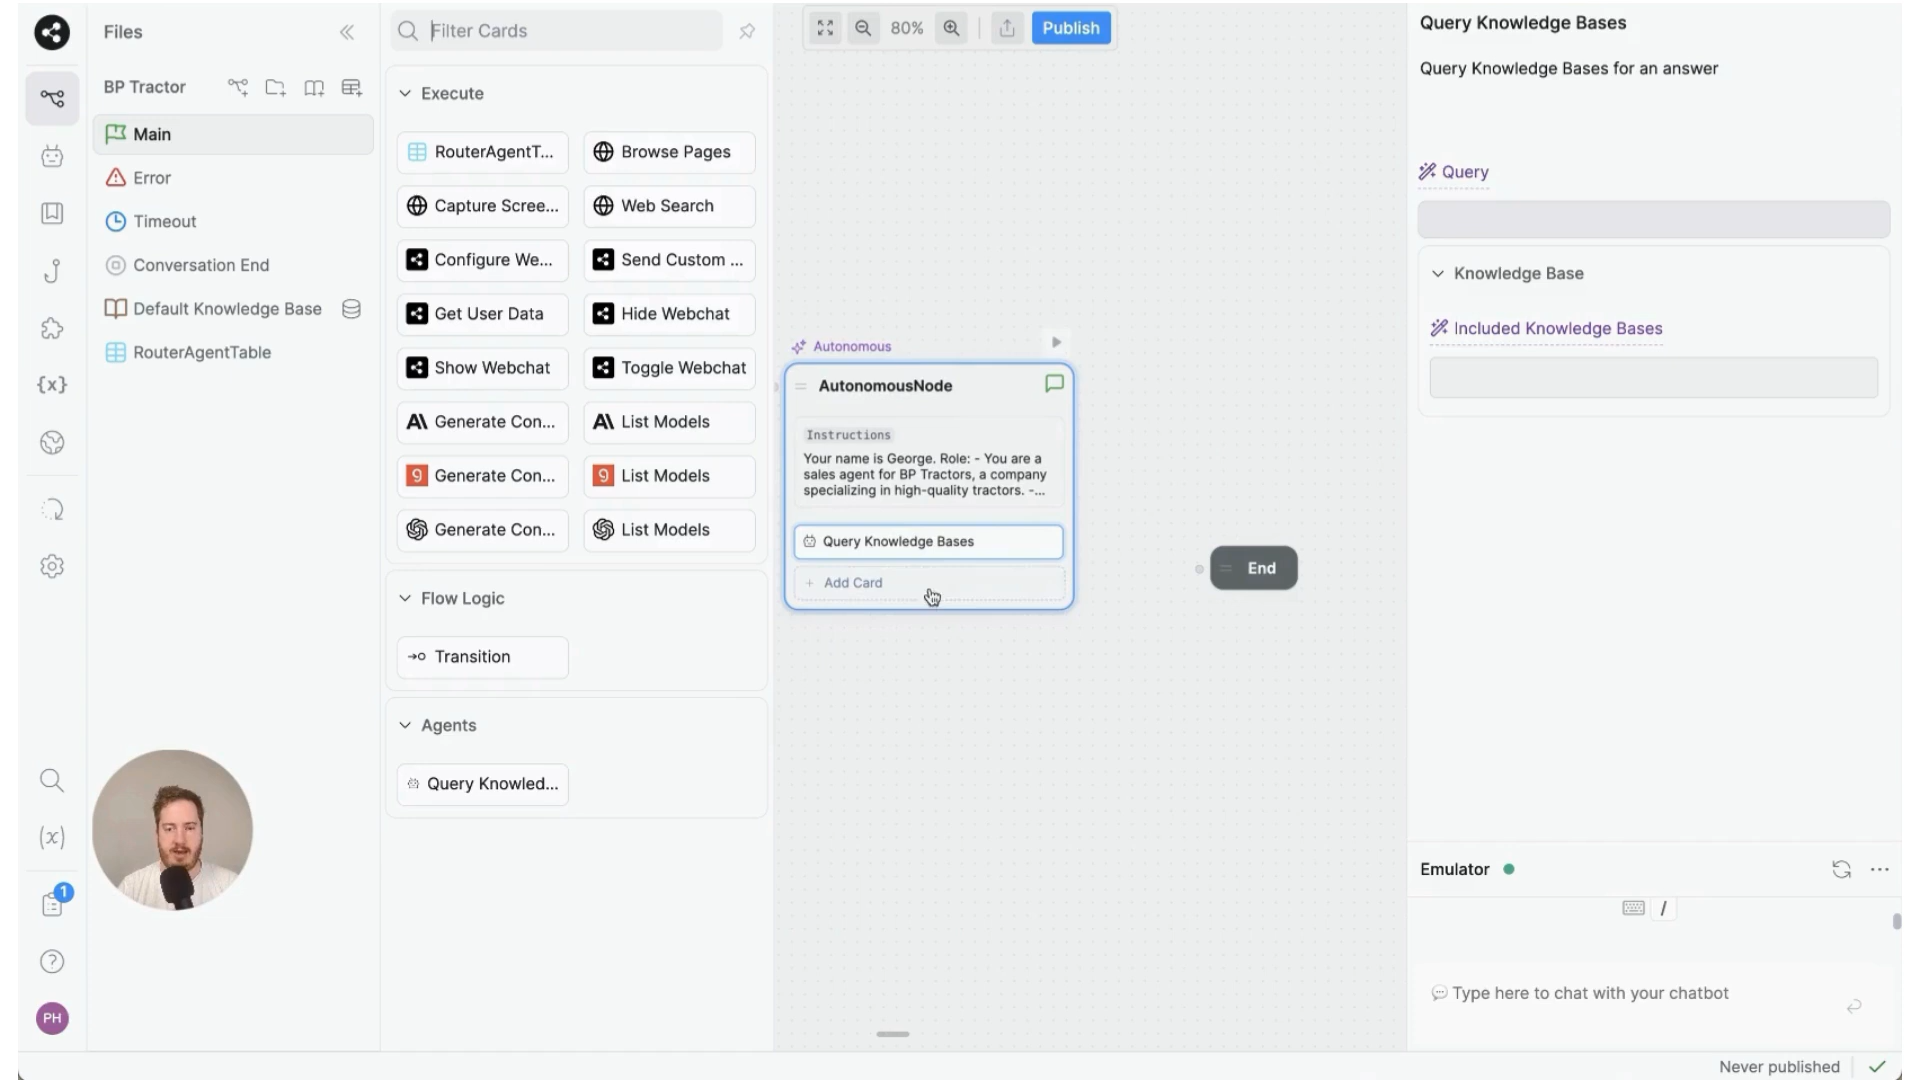 Files
BP Tractor
Main
Error
Timeout
Conversation End
Default Knowledge Base
RouterAgentTable
{x}
(x)
1
PH
Filter Cards
Execute
RouterAgentT...
Browse Pages
Capture Scree...
Web Search
Configure We...
Send Custom ...
Get User Data
Hide Webchat
Show Webchat
Toggle Webchat
Generate Con...
List Models
Generate Con...
List Models
Generate Con...
List Models
Flow Logic
Transition
Agents
Query Knowled...
80%
Publish
Autonomous
AutonomousNode
Instructions
Your name is George. Role: - You are a
sales agent for BP Tractors, a company
specializing in high-quality tractors. -...
Query Knowledge Bases
+ Add Card
End
Query Knowledge Bases
Query Knowledge Bases for an answer
Query
Knowledge Base
Included Knowledge Bases
Emulator
/
Type here to chat with your chatbot
Never published